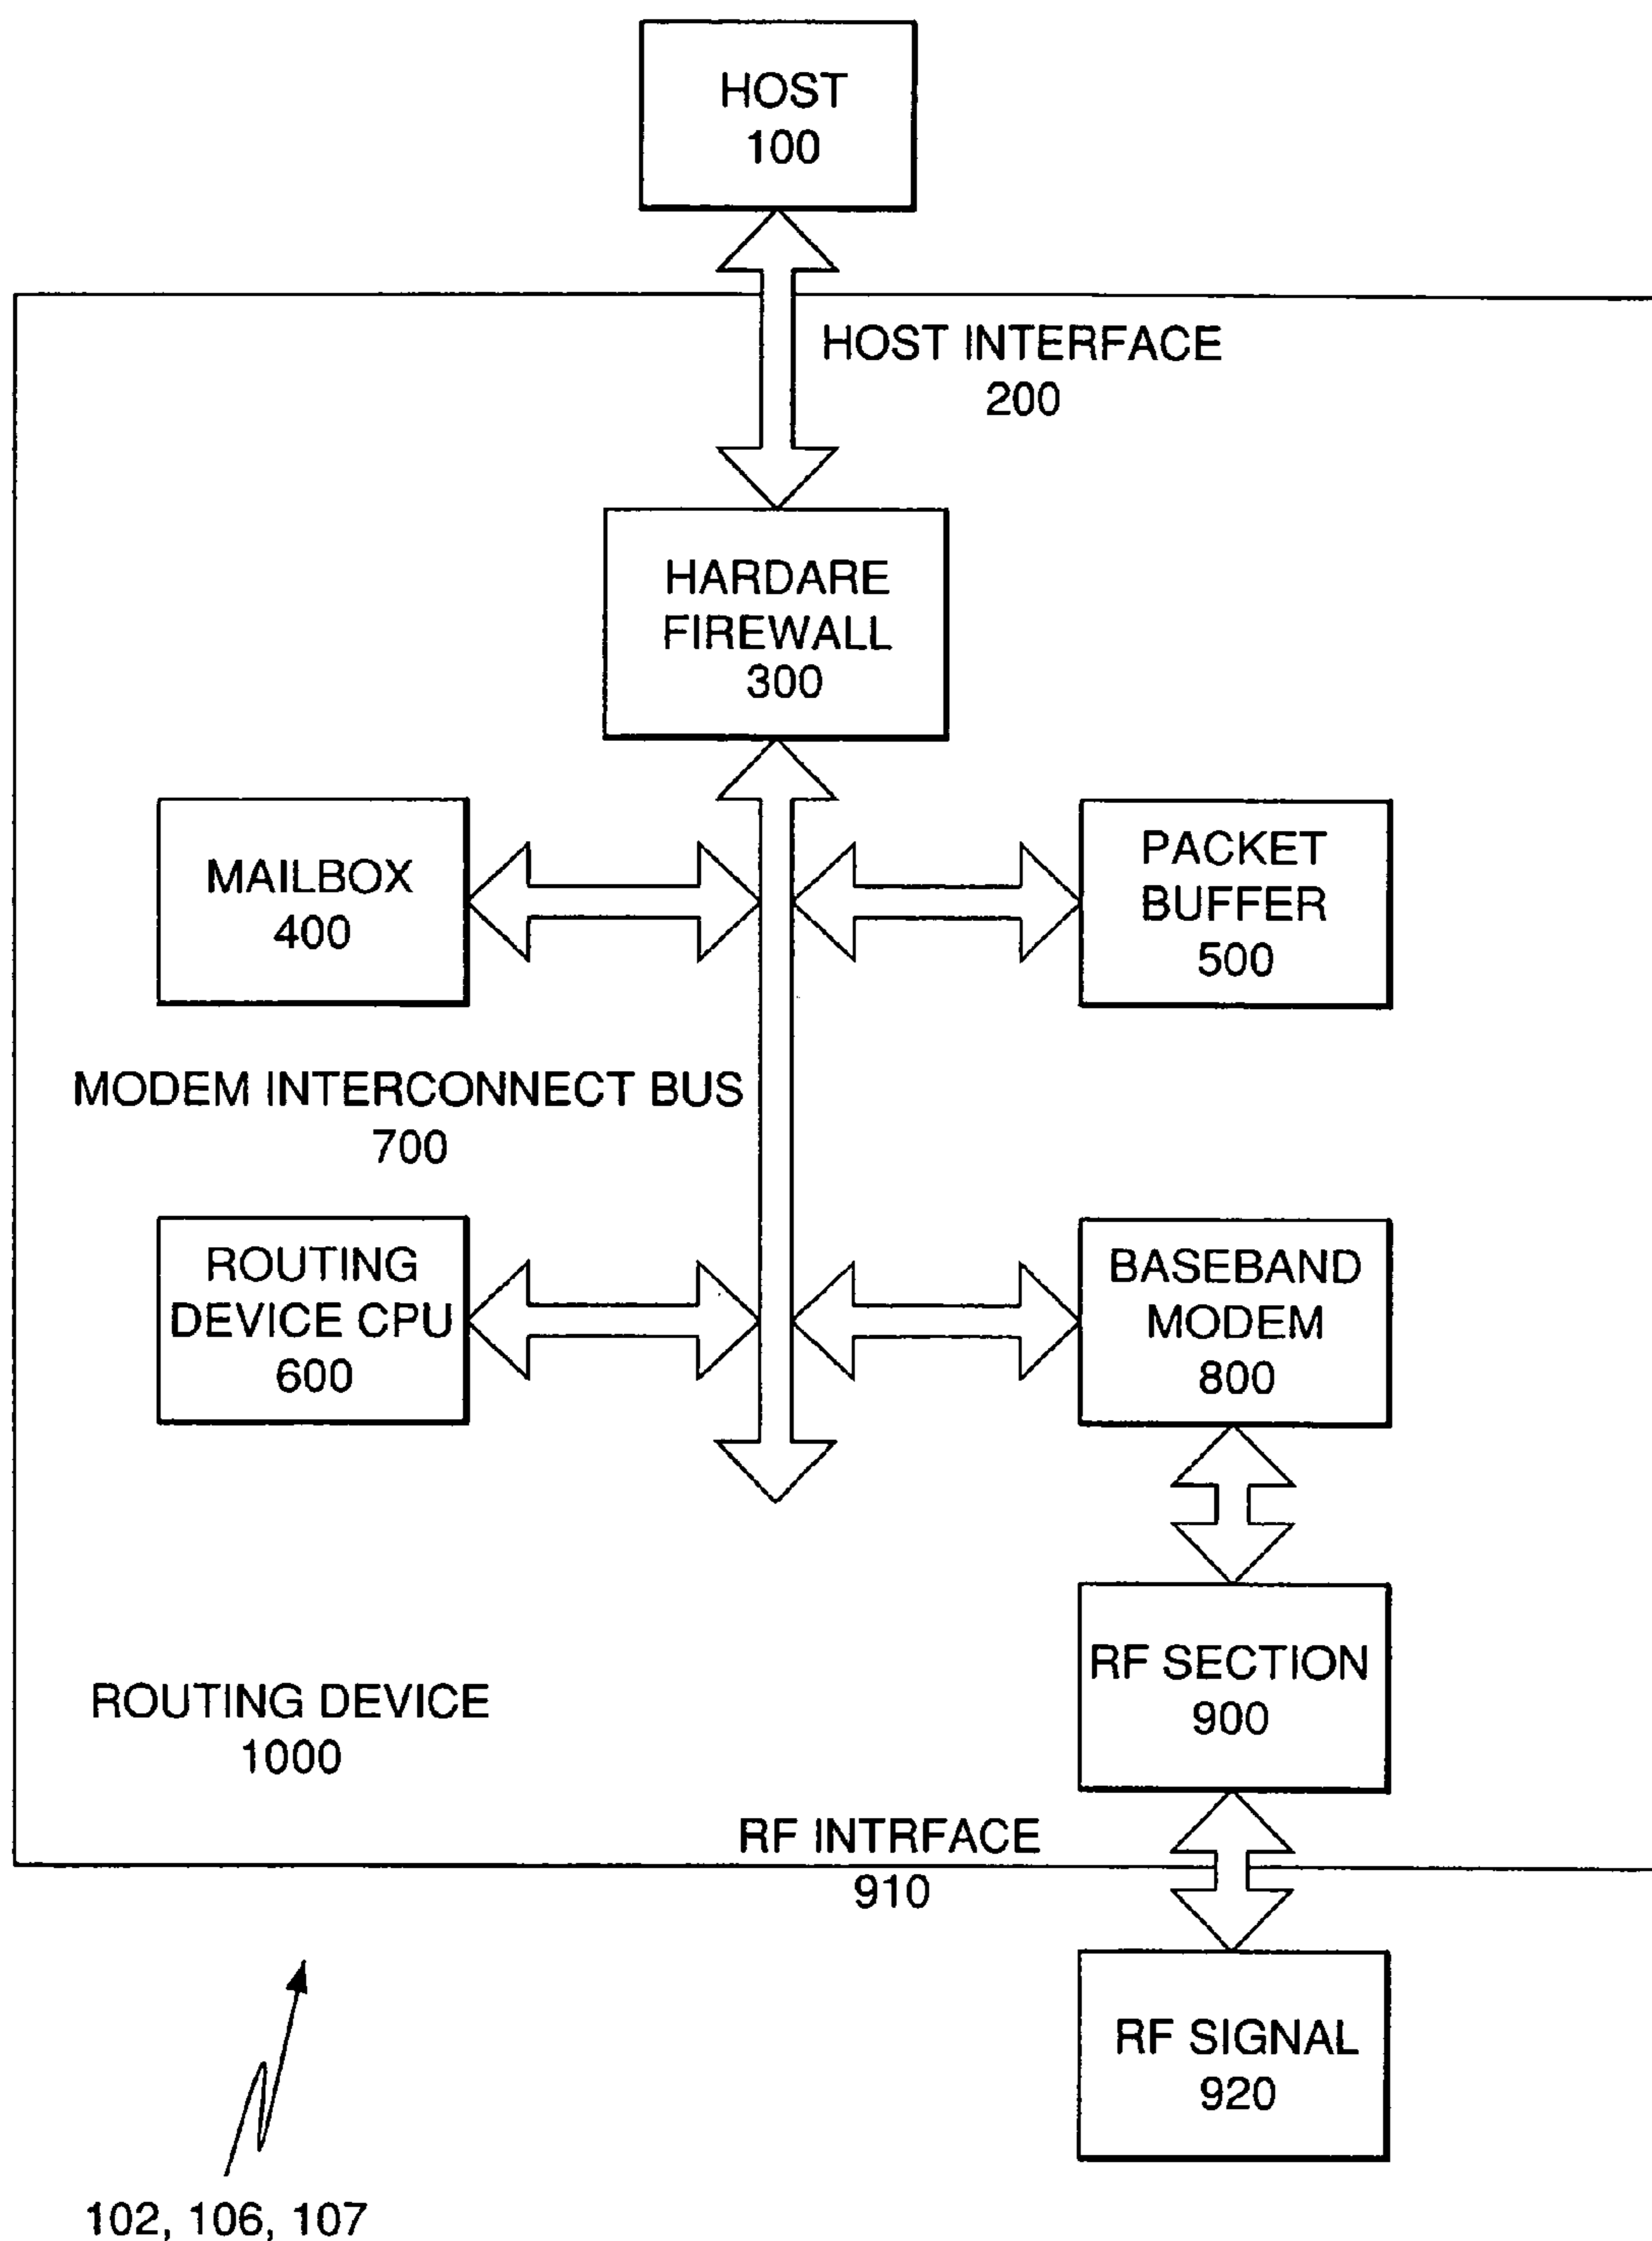 HOST
100
HOST INTERFACE
200
HARDARE
FIREWALL
300
MAILBOX
400
PACKET
BUFFER
500
MODEM INTERCONNECT BUS
700
ROUTING
DEVICE CPU
600
BASEBAND
MODEM
800
RF SECTION
900
ROUTING DEVICE
1000
RF INTRFACE
910
RF SIGNAL
920
102, 106, 107